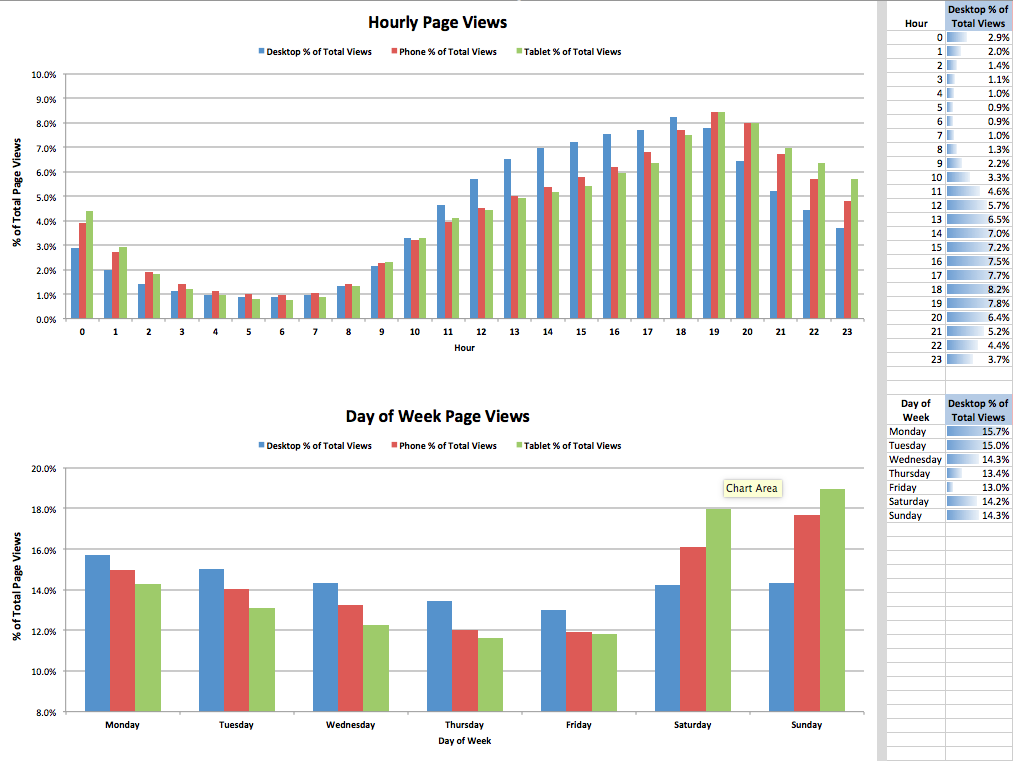 Hourly Page Views
Desktop % of Total Views Phone % of Total Views Tablet % of Total Views
10.0%
9.0%
8.0%
7.0%
6.0%
5.0%
4.0%
3.0%
2.0%
1.0%
0.0%
% of Total Page Views
0 1 2 3 4 5 6 7 8 9 10 11 12 13 14 15 16 17 18 19 20 21 22 23
Hour
Day of Week Page Views
Desktop % of Total Views Phone % of Total Views Tablet % of Total Views
20.0%
18.0%
16.0%
14.0%
12.0%
10.0%
8.0%
% of Total Page Views
Chart Area
Monday Tuesday Wednesday Thursday Friday Saturday Sunday
Day of Week
Desktop % of
Hour Total Views
0 2.9%
1 2.0%
2 1.4%
3 1.1%
4 1.0%
5 0.9%
6 0.9%
7 1.0%
8 1.3%
9 2.2%
10 3.3%
11 4.6%
12 5.7%
13 6.5%
14 7.0%
15 7.2%
16 7.5%
17 7.7%
18 8.2%
19 7.8%
20 6.4%
21 5.2%
22 4.4%
23 3.7%
Day of Desktop % of
Week Total Views
Monday 15.7%
Tuesday 15.0%
Wednesday 14.3%
Thursday 13.4%
Friday 13.0%
Saturday 14.2%
Sunday 14.3%